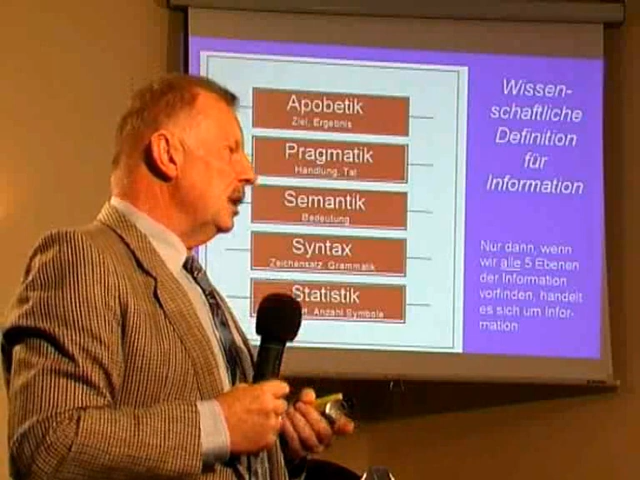 Apobetik
Ziel, Ergebnis
Pragmatik
Handlung, Tat
Semantik
Bedeutung
Syntax
Zeichensatz, Grammatik
Statistik
Anzahl Symbole
Wissen-
schaftliche
Definition
für
Information
Nur dann, wenn
wir alle 5 Ebenen
der Information
vorfinden, handelt
es sich um Infor-
mation